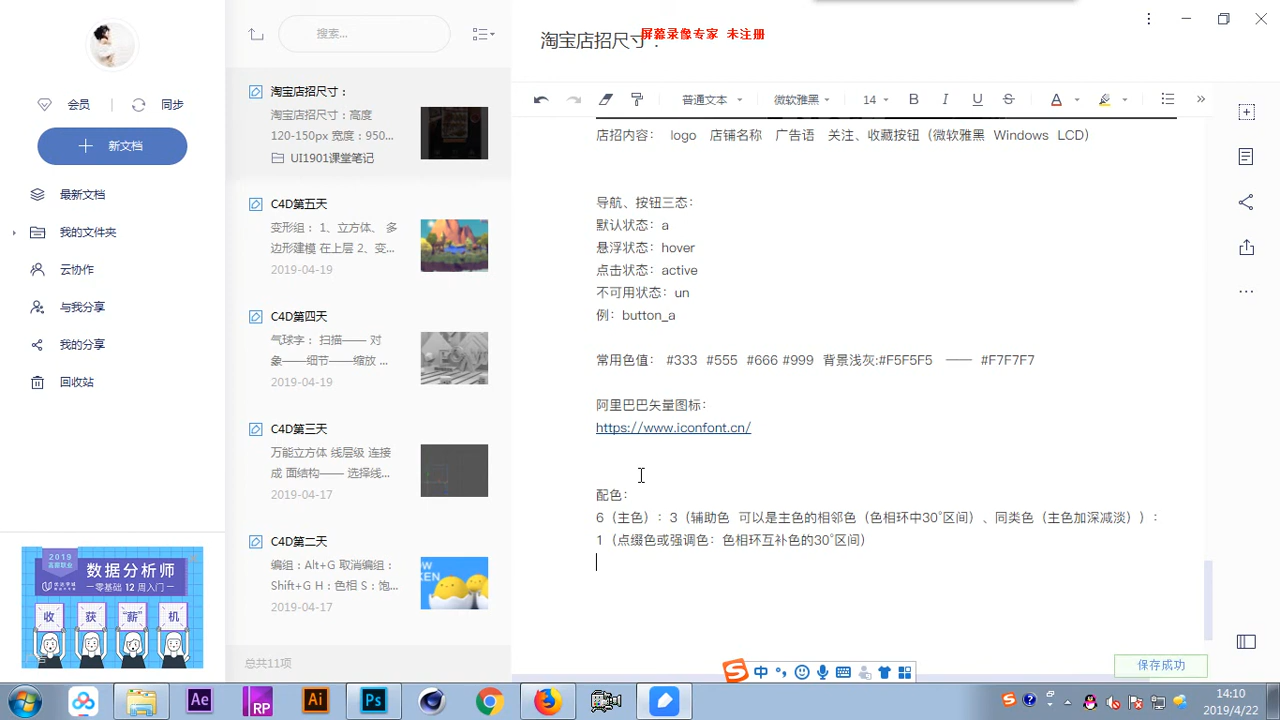 会员
同步
新文档
最新文档
我的文件夹
云协作
与我分享
我的分享
回收站
2019
高薪职业
数据分析师
优达学城
一零基础 12 周入门一
收 获 “薪” 机
广告
搜索...
淘宝店招尺寸：
淘宝店招尺寸：高度
120-150px 宽度：950...
UI1901课堂笔记
C4D第五天
变形组： 1、立方体、 多
边形建模 在上层 2、变...
2019-04-19
C4D第四天
气球字： 扫描—— 对
象——细节——缩放 ...
2019-04-19
C4D第三天
万能立方体 线层级 连接
成 面结构—— 选择线...
2019-04-17
C4D第二天
编组：Alt+G 取消编组：
Shift+G H：色相 S：饱...
2019-04-17
总共11项
淘宝店招尺寸：
屏幕录像专家 未注册
普通文本
微软雅黑
14
B I U S A
店招内容： logo 店铺名称 广告语 关注、收藏按钮（微软雅黑 Windows LCD）
导航、按钮三态：
默认状态：a
悬浮状态：hover
点击状态：active
不可用状态：un
例：button_a
常用色值： #333 #555 #666 #999 背景浅灰:#F5F5F5 —— #F7F7F7
阿里巴巴矢量图标：
https://www.iconfont.cn/
配色：
6（主色）：3（辅助色 可以是主色的相邻色（色相环中30°区间）、同类色（主色加深减淡））：
1（点缀色或强调色：色相环互补色的30°区间）
中
保存成功
Ae
RP
Ai
Ps
14:10
2019/4/22